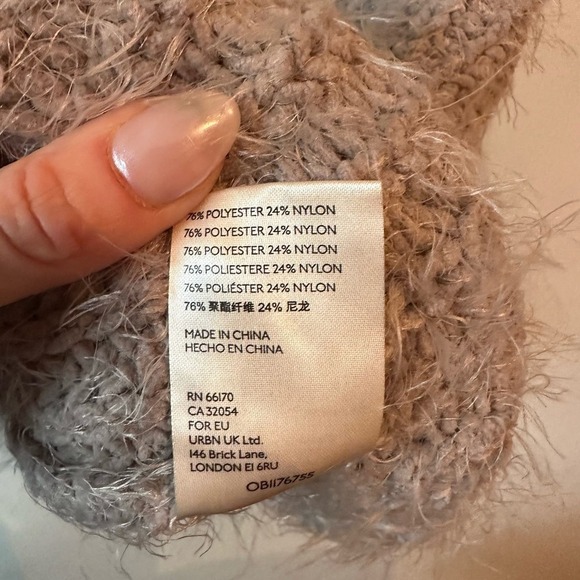 76% POLYESTER 24% NYLON
76% POLYESTER 24% NYLON
76% POLYESTER 24% NYLON
76% POLIESTERE 24% NYLON
76% POLIÉSTER 24% NYLON
76% 聚酯纤维 24% 尼龙
MADE IN CHINA
HECHO EN CHINA
RN 66170
CA 32054
FOR EU
URBN UK Ltd.
146 Brick Lane,
LONDON E1 6RU
OB1176755